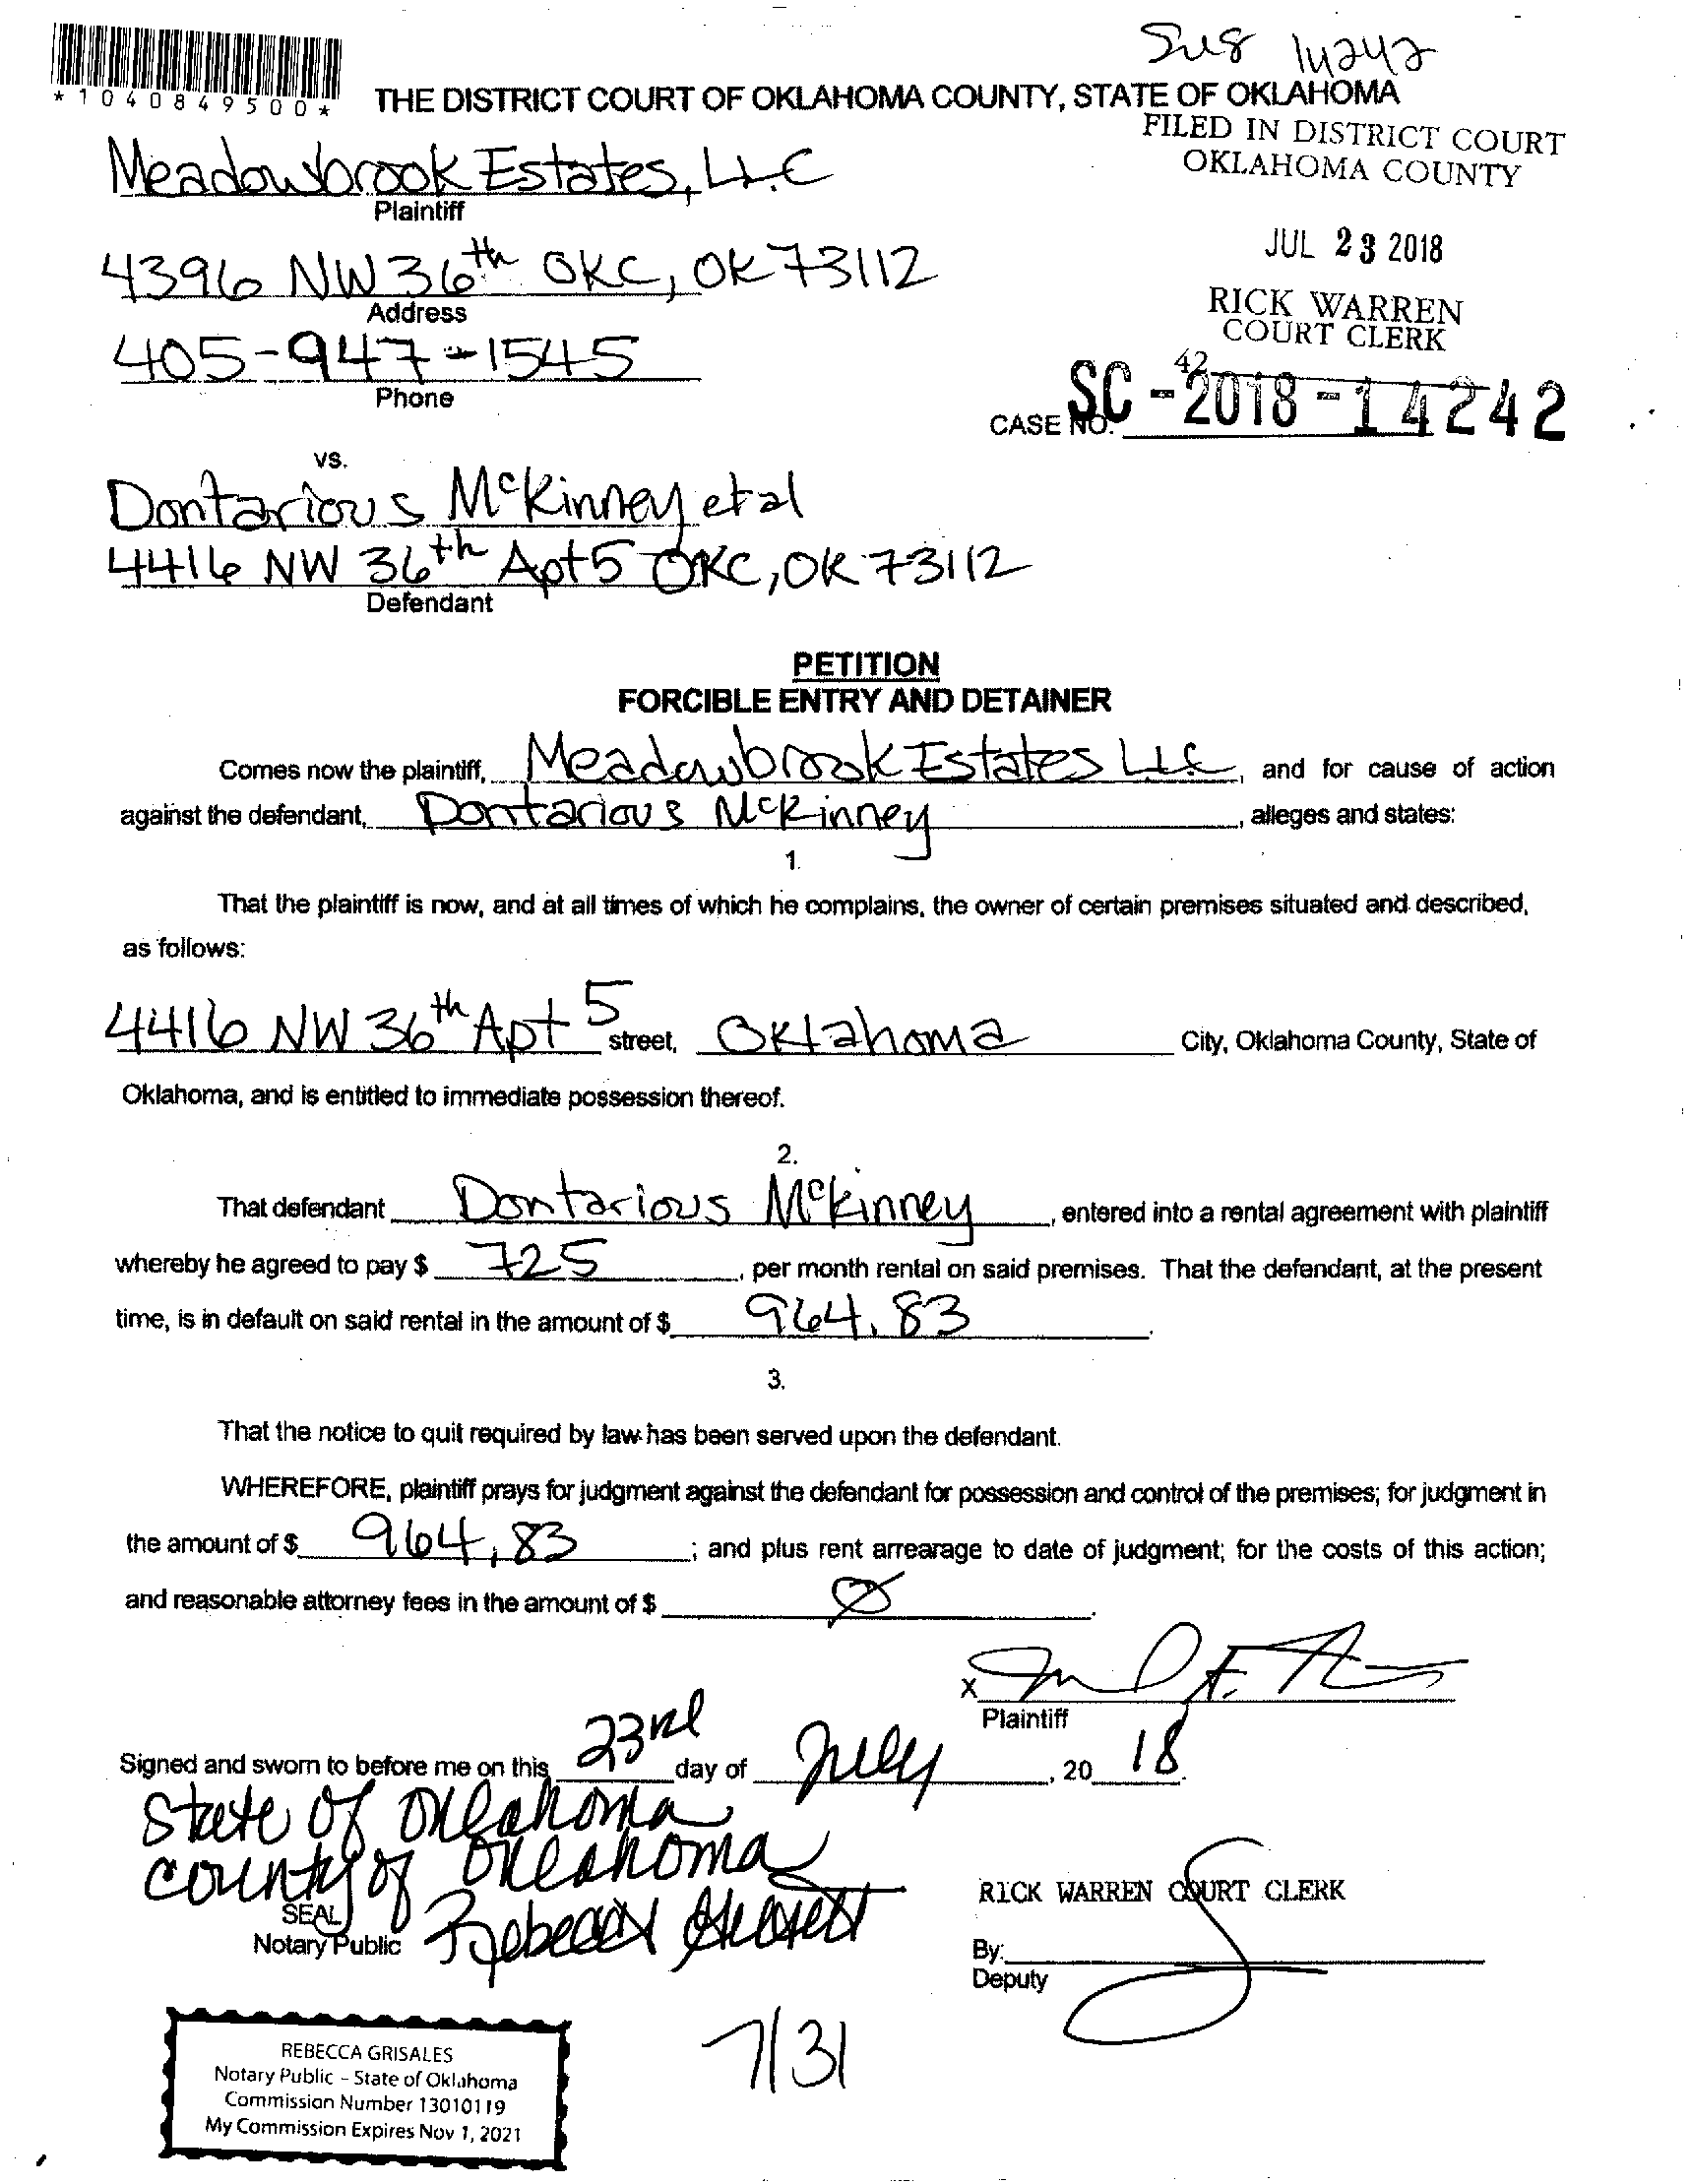 14242
*1040849500*
THE DISTRICT COURT OF OKLAHOMA COUNTY, STATE OF OKLAHOMA
FILED IN DISTRICT COURT
OKLAHOMA COUNTY
Meadowbrook Estates, LLC
Plaintiff
JUL 23 2018
4396 NW 36th OKC, OK 73112
Address
RICK WARREN
COURT CLERK
405-947-1545
Phone
42
CASE NO. SC-2018-14242
vs.
Dontarious McKinney et al
4416 NW 36th Apt 5 OKC, OK 73112
Defendant
PETITION
FORCIBLE ENTRY AND DETAINER
Comes now the plaintiff, Meadowbrook Estates LLC, and for cause of action
against the defendant, Dontarious McKinney, alleges and states:
1.
That the plaintiff is now, and at all times of which he complains, the owner of certain premises situated and described,
as follows:
4416 NW 36th Apt 5 street, Oklahoma City, Oklahoma County, State of
Oklahoma, and is entitled to immediate possession thereof.
2.
That defendant Dontarious McKinney, entered into a rental agreement with plaintiff
whereby he agreed to pay $ 725, per month rental on said premises. That the defendant, at the present
time, is in default on said rental in the amount of $ 964.83.
3.
That the notice to quit required by law has been served upon the defendant.
WHEREFORE, plaintiff prays for judgment against the defendant for possession and control of the premises; for judgment in
the amount of $ 964.83; and plus rent arrearage to date of judgment; for the costs of this action;
and reasonable attorney fees in the amount of $ Ø.
X
Plaintiff
Signed and sworn to before me on this 23rd day of July, 20 18.
State of Oklahoma
County of Oklahoma
RICK WARREN COURT CLERK
SEAL
Notary Public Rebecca
By:
Deputy
7/31
REBECCA GRISALES
Notary Public - State of Oklahoma
Commission Number 13010119
My Commission Expires Nov 1, 2021